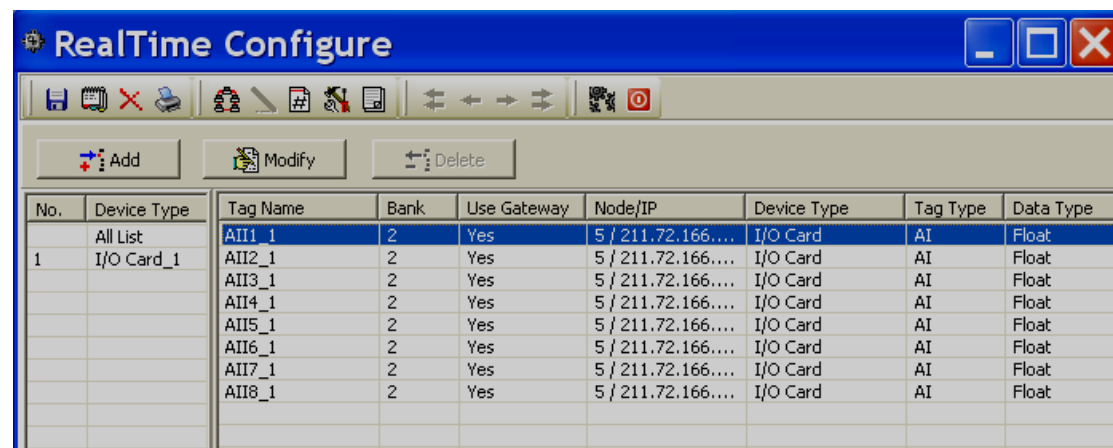 RealTime Configure
Add Modify Delete
No. Device Type Tag Name Bank Use Gateway Node/IP Device Type Tag Type Data Type
All List AII1_1 2 Yes 5 / 211.72.166.... I/O Card AI Float
1 I/O Card_1 AII2_1 2 Yes 5 / 211.72.166.... I/O Card AI Float
AII3_1 2 Yes 5 / 211.72.166.... I/O Card AI Float
AII4_1 2 Yes 5 / 211.72.166.... I/O Card AI Float
AII5_1 2 Yes 5 / 211.72.166.... I/O Card AI Float
AII6_1 2 Yes 5 / 211.72.166.... I/O Card AI Float
AII7_1 2 Yes 5 / 211.72.166.... I/O Card AI Float
AII8_1 2 Yes 5 / 211.72.166.... I/O Card AI Float